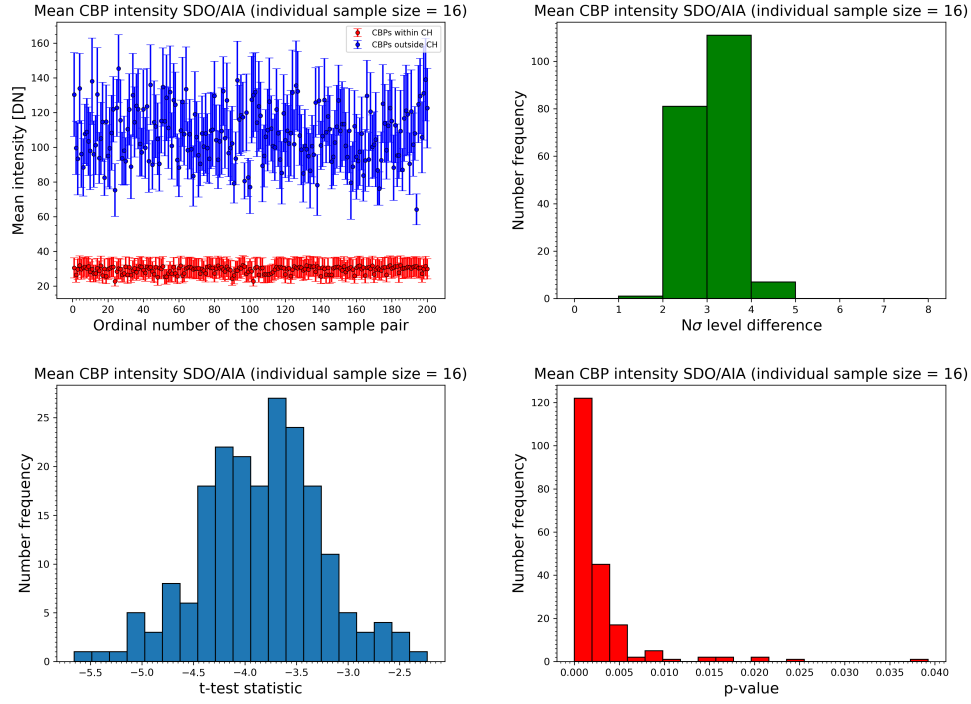 Mean CBP intensity SDO/AIA (individual sample size = 16)
CBPs within CH
CBPs outside CH
Mean intensity [DN]
160
140
120
100
80
60
40
20
0 20 40 60 80 100 120 140 160 180 200
Ordinal number of the chosen sample pair
Mean CBP intensity SDO/AIA (individual sample size = 16)
Number frequency
100
80
60
40
20
0
0 1 2 3 4 5 6 7 8
Nσ level difference
Mean CBP intensity SDO/AIA (individual sample size = 16)
Number frequency
25
20
15
10
5
0
−5.5 −5.0 −4.5 −4.0 −3.5 −3.0 −2.5
t-test statistic
Mean CBP intensity SDO/AIA (individual sample size = 16)
Number frequency
120
100
80
60
40
20
0
0.000 0.005 0.010 0.015 0.020 0.025 0.030 0.035 0.040
p-value